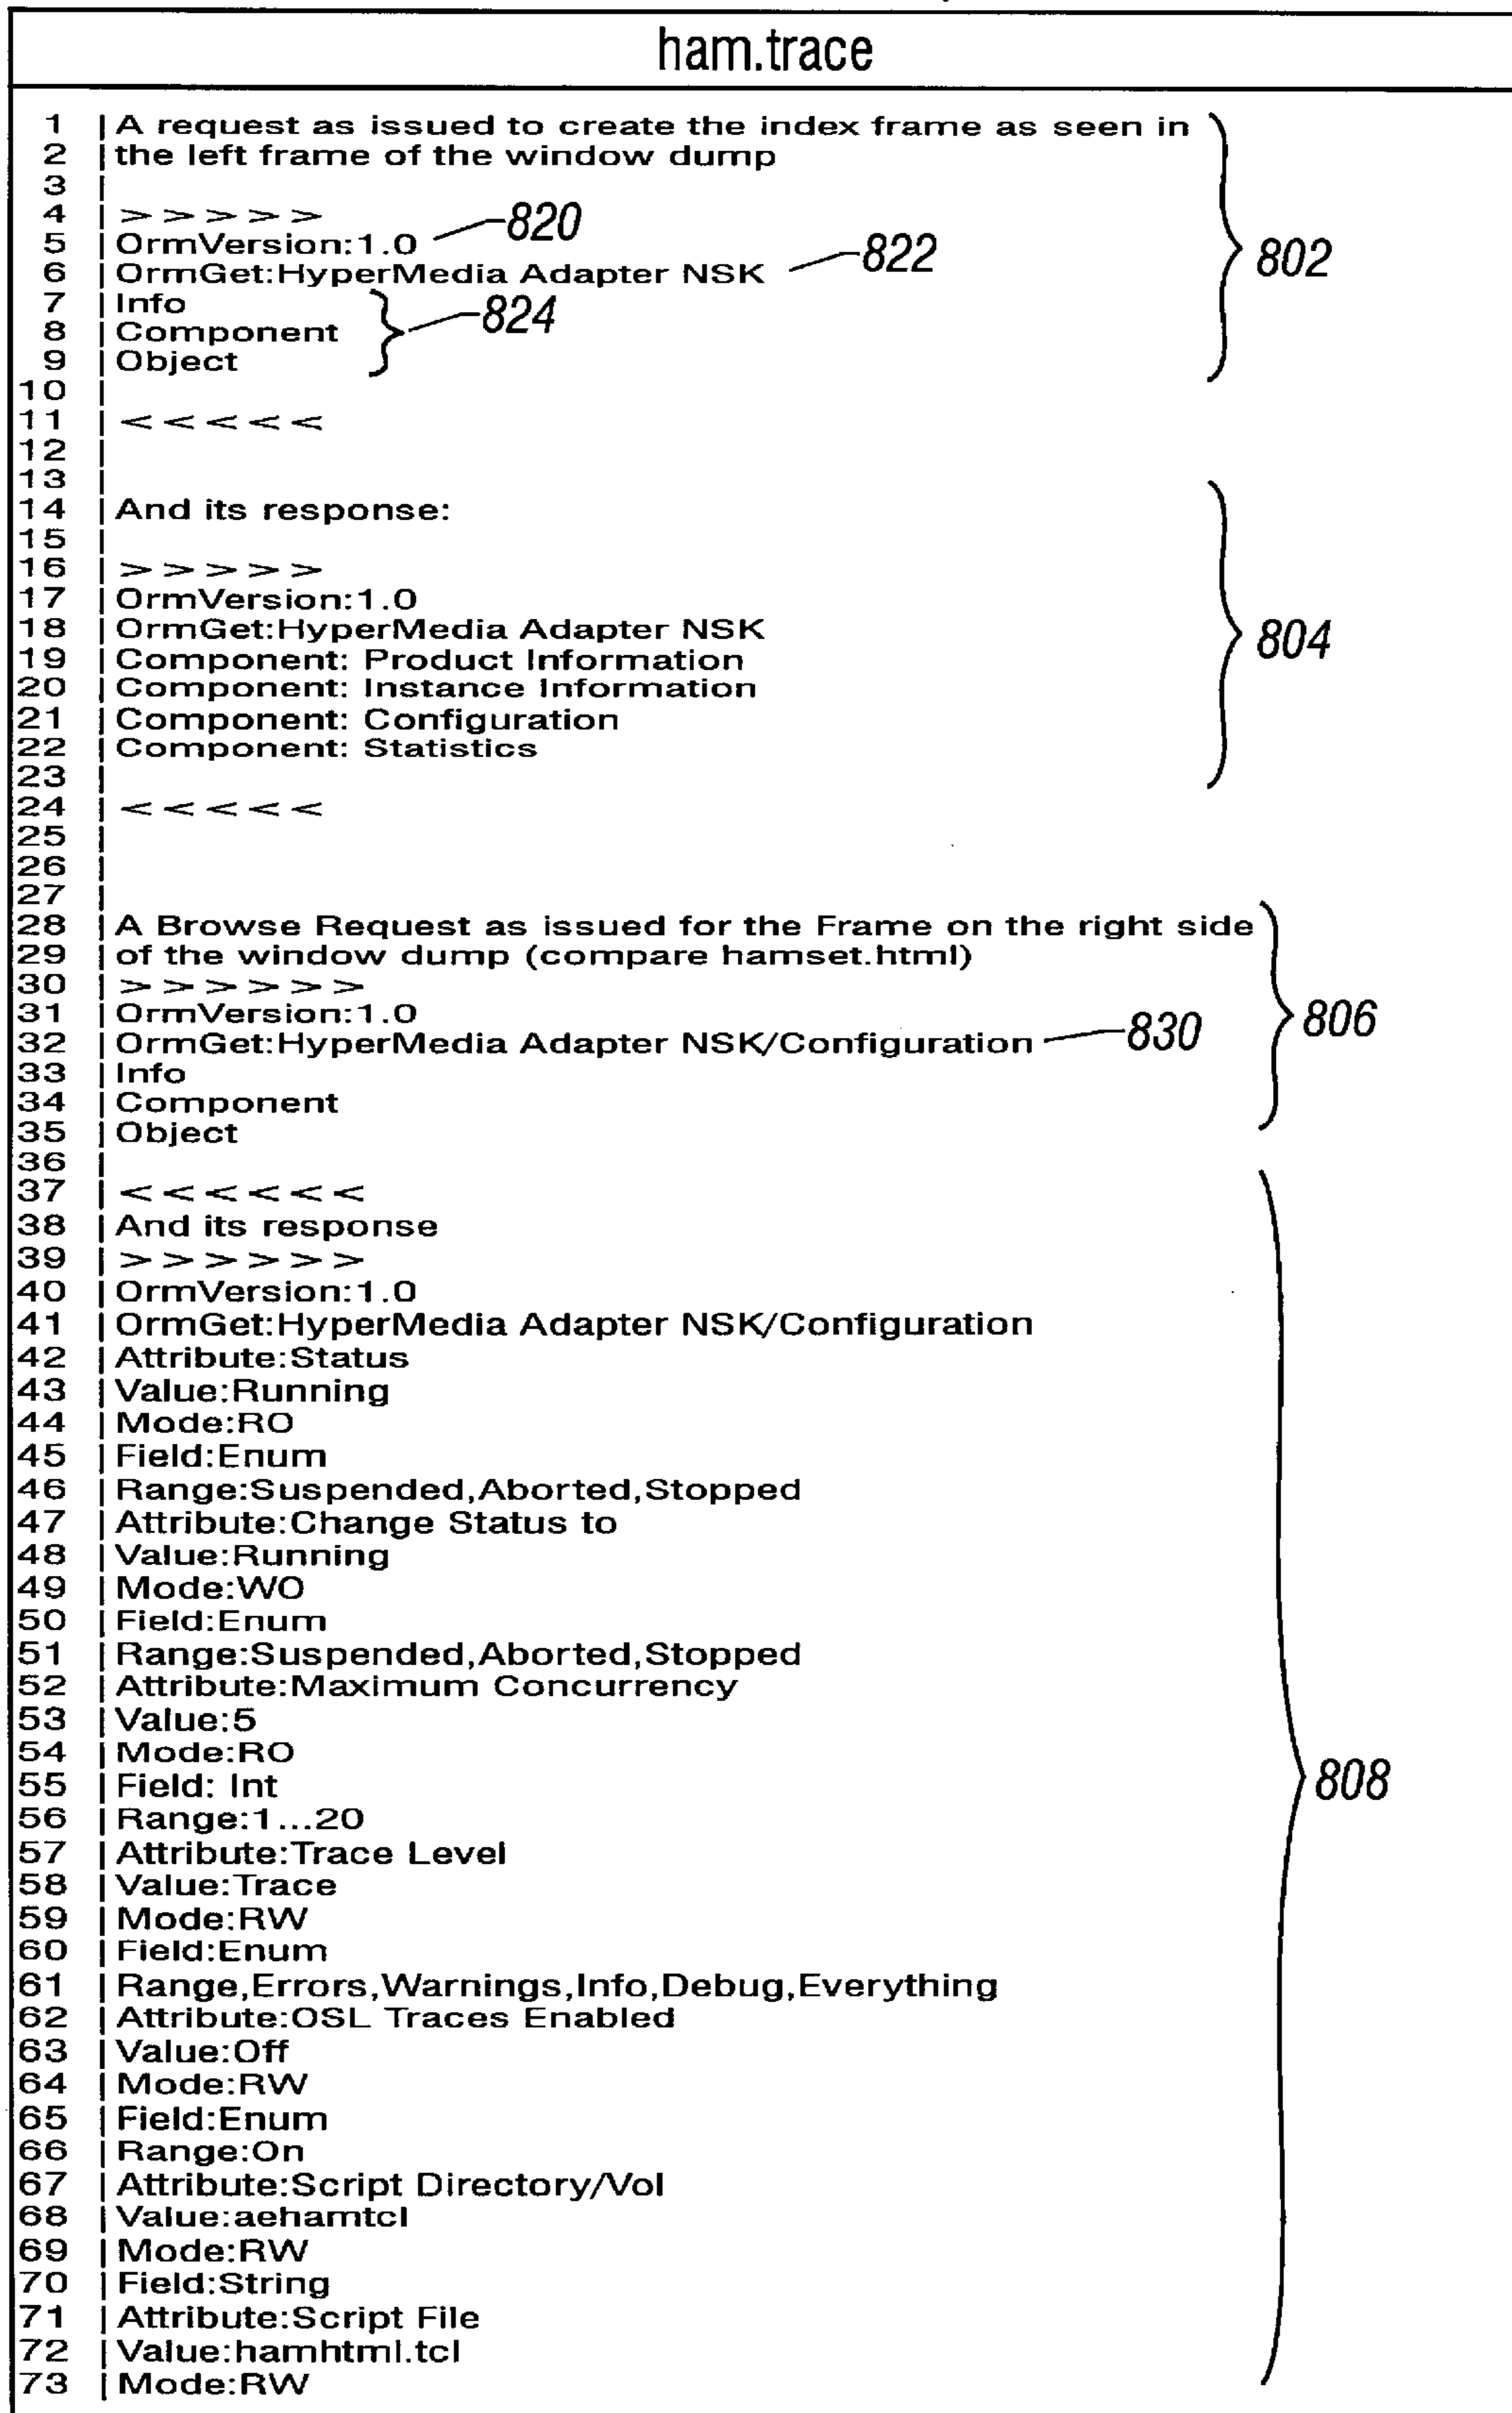 ham.trace
1 |A request as issued to create the index frame as seen in
2 |the left frame of the window dump
3 |
4 |>>>>>
5 |OrmVersion:1.0 820
6 |OrmGet:HyperMedia Adapter NSK 822
7 |Info
8 |Component 824
9 |Object
802
10 |
11 |<<<<<
12 |
13 |
14 |And its response:
15 |
16 |>>>>>
17 |OrmVersion:1.0
18 |OrmGet:HyperMedia Adapter NSK
19 |Component: Product Information
20 |Component: Instance Information
21 |Component: Configuration
22 |Component: Statistics
804
23 |
24 |<<<<<
25 |
26 |
27 |
28 |A Browse Request as issued for the Frame on the right side
29 |of the window dump (compare hamset.html)
30 |>>>>>>
31 |OrmVersion:1.0
32 |OrmGet:HyperMedia Adapter NSK/Configuration 830
33 |Info
34 |Component
35 |Object
806
36 |
37 |<<<<<<
38 |And its response
39 |>>>>>>
40 |OrmVersion:1.0
41 |OrmGet:HyperMedia Adapter NSK/Configuration
42 |Attribute:Status
43 |Value:Running
44 |Mode:RO
45 |Field:Enum
46 |Range:Suspended,Aborted,Stopped
47 |Attribute:Change Status to
48 |Value:Running
49 |Mode:WO
50 |Field:Enum
51 |Range:Suspended,Aborted,Stopped
52 |Attribute:Maximum Concurrency
53 |Value:5
54 |Mode:RO
55 |Field: Int
808
56 |Range:1...20
57 |Attribute:Trace Level
58 |Value:Trace
59 |Mode:RW
60 |Field:Enum
61 |Range,Errors,Warnings,Info,Debug,Everything
62 |Attribute:OSL Traces Enabled
63 |Value:Off
64 |Mode:RW
65 |Field:Enum
66 |Range:On
67 |Attribute:Script Directory/Vol
68 |Value:aehamtcl
69 |Mode:RW
70 |Field:String
71 |Attribute:Script File
72 |Value:hamhtml.tcl
73 |Mode:RW